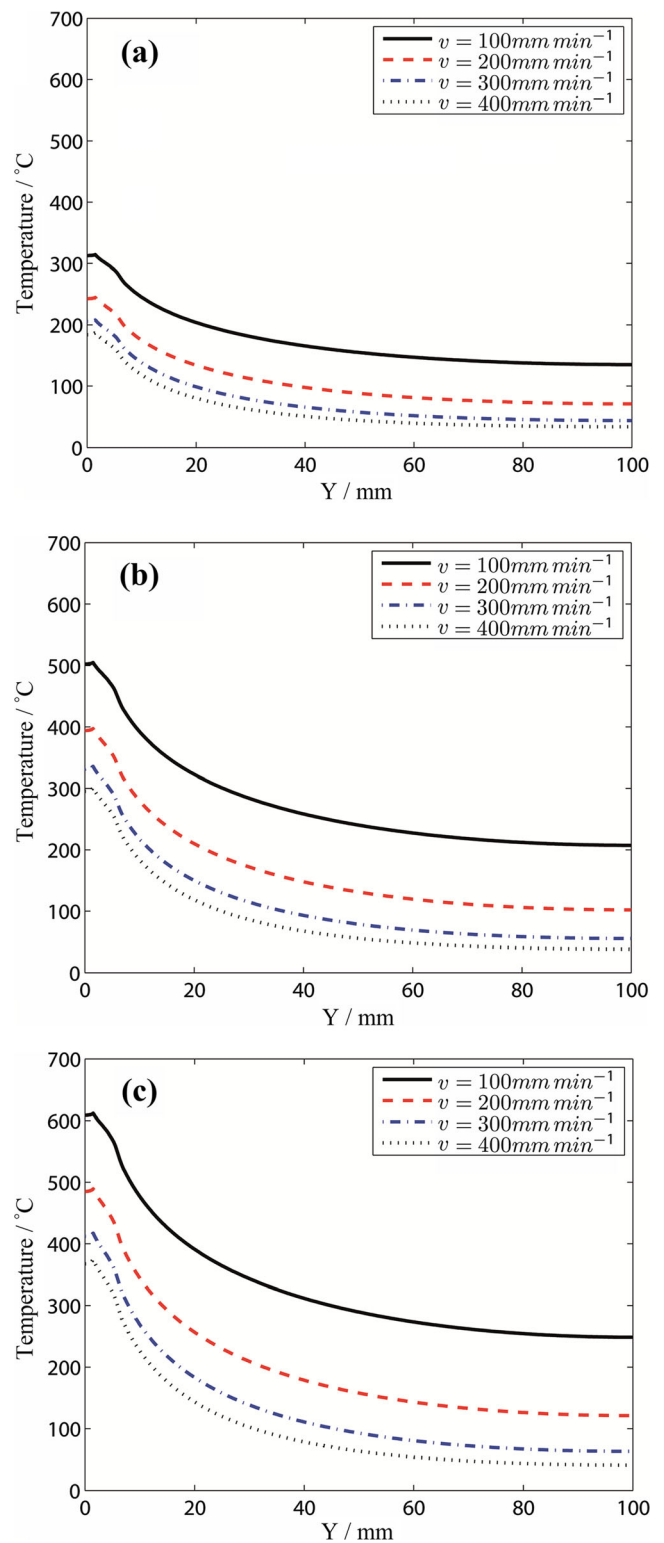 (a)
v = 100mm min⁻¹
v = 200mm min⁻¹
v = 300mm min⁻¹
v = 400mm min⁻¹
Temperature / °C
700
600
500
400
300
200
100
0
0 20 40 60 80 100
Y / mm
(b)
v = 100mm min⁻¹
v = 200mm min⁻¹
v = 300mm min⁻¹
v = 400mm min⁻¹
Temperature / °C
700
600
500
400
300
200
100
0
0 20 40 60 80 100
Y / mm
(c)
v = 100mm min⁻¹
v = 200mm min⁻¹
v = 300mm min⁻¹
v = 400mm min⁻¹
Temperature / °C
700
600
500
400
300
200
100
0
0 20 40 60 80 100
Y / mm